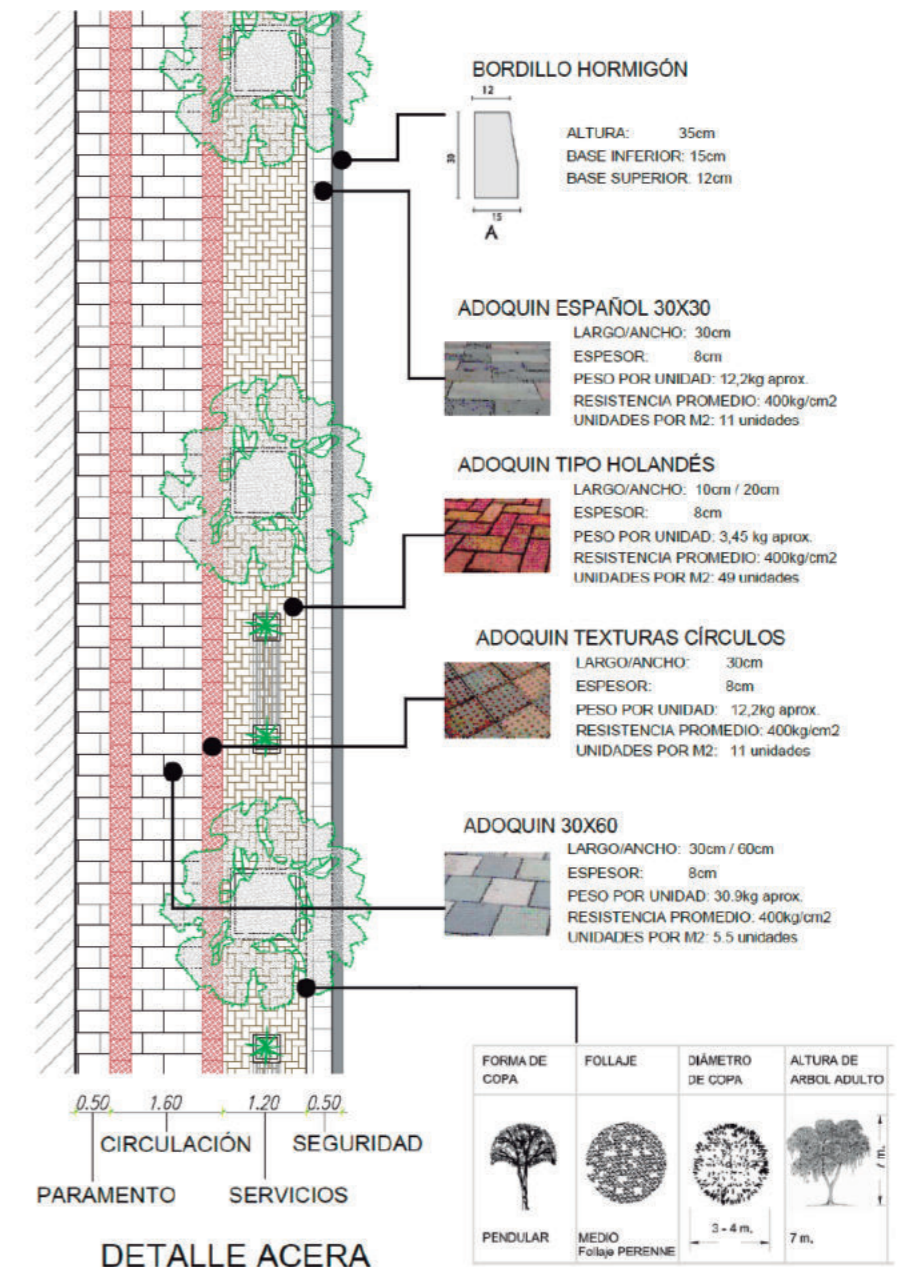 BORDILLO HORMIGÓN
12
30
15
A
ALTURA: 35cm
BASE INFERIOR: 15cm
BASE SUPERIOR: 12cm
ADOQUIN ESPAÑOL 30X30
LARGO/ANCHO: 30cm
ESPESOR: 8cm
PESO POR UNIDAD: 12,2kg aprox.
RESISTENCIA PROMEDIO: 400kg/cm2
UNIDADES POR M2: 11 unidades
ADOQUIN TIPO HOLANDÉS
LARGO/ANCHO: 10cm / 20cm
ESPESOR: 8cm
PESO POR UNIDAD: 3,45 kg aprox.
RESISTENCIA PROMEDIO: 400kg/cm2
UNIDADES POR M2: 49 unidades
ADOQUIN TEXTURAS CÍRCULOS
LARGO/ANCHO: 30cm
ESPESOR: 8cm
PESO POR UNIDAD: 12,2kg aprox.
RESISTENCIA PROMEDIO: 400kg/cm2
UNIDADES POR M2: 11 unidades
ADOQUIN 30X60
LARGO/ANCHO: 30cm / 60cm
ESPESOR: 8cm
PESO POR UNIDAD: 30.9kg aprox.
RESISTENCIA PROMEDIO: 400kg/cm2
UNIDADES POR M2: 5.5 unidades
FORMA DE COPA
FOLLAJE
DIÁMETRO DE COPA
ALTURA DE ARBOL ADULTO
PENDULAR
MEDIO
Follaje PERENNE
3 - 4 m.
7 m.
7 m.
0.50 1.60 1.20 0.50
CIRCULACIÓN SEGURIDAD
PARAMENTO SERVICIOS
DETALLE ACERA